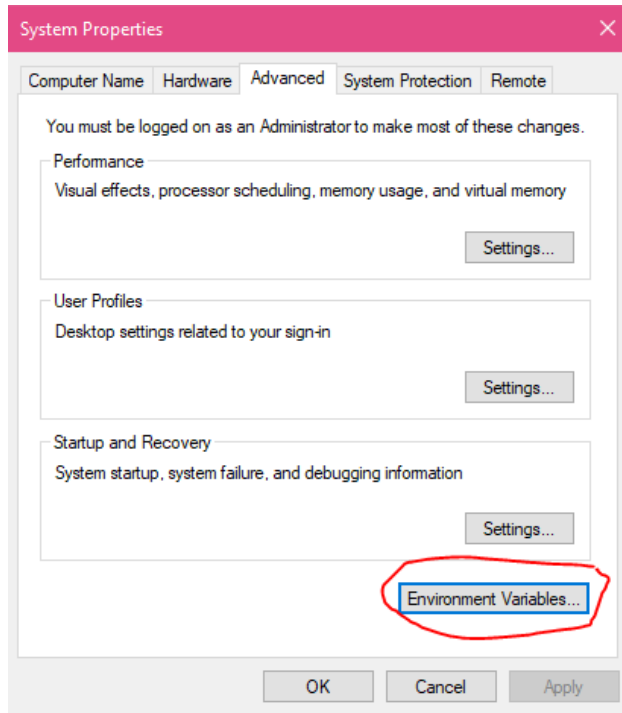 System Properties
Computer Name Hardware Advanced System Protection Remote
You must be logged on as an Administrator to make most of these changes.
Performance
Visual effects, processor scheduling, memory usage, and virtual memory
Settings...
User Profiles
Desktop settings related to your sign-in
Settings...
Startup and Recovery
System startup, system failure, and debugging information
Settings...
Environment Variables...
OK Cancel Apply